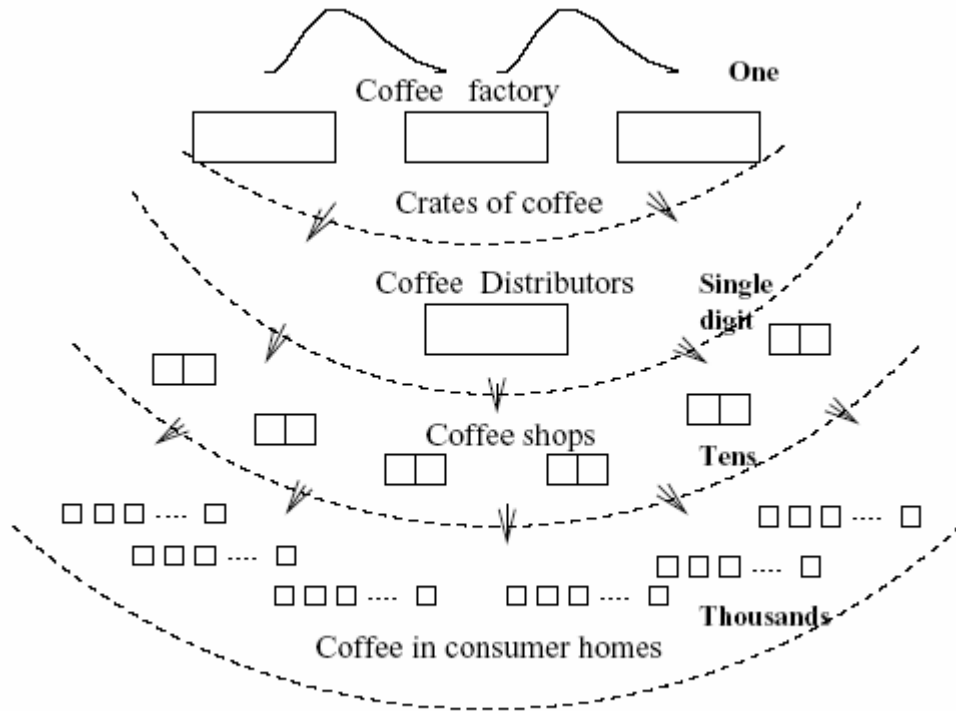 One
Coffee factory
Crates of coffee
Coffee Distributors
Single
digit
Coffee shops
Tens
Thousands
Coffee in consumer homes